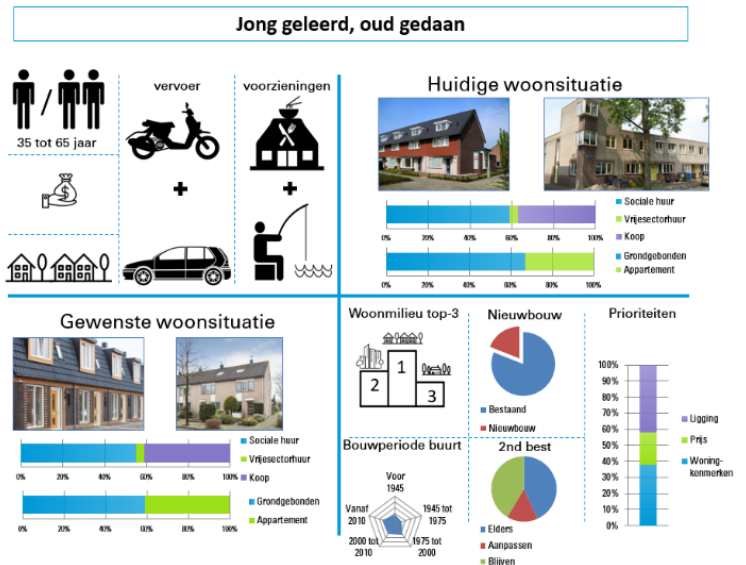 Jong geleerd, oud gedaan
35 tot 65 jaar
vervoer
+
voorzieningen
+
Huidige woonsituatie
Sociale huur
Vrijesectorhuur
Koop
0% 20% 40% 60% 80% 100%
Grondgebonden
Appartement
0% 20% 40% 60% 80% 100%
Gewenste woonsituatie
Sociale huur
Vrijesectorhuur
Koop
0% 20% 40% 60% 80% 100%
Grondgebonden
Appartement
0% 20% 40% 60% 80% 100%
Woonmilieu top-3
1
2
3
Nieuwbouw
Bestaand
Nieuwbouw
Bouwperiode buurt
Voor
1945
1945 tot
1975
1975 tot
2000
2000 tot
2010
Vanaf
2010
2nd best
Elders
Aanpassen
Blijven
Prioriteiten
100%
90%
80%
70%
60%
50%
40%
30%
20%
10%
0%
Ligging
Prijs
Woning-
kenmerken